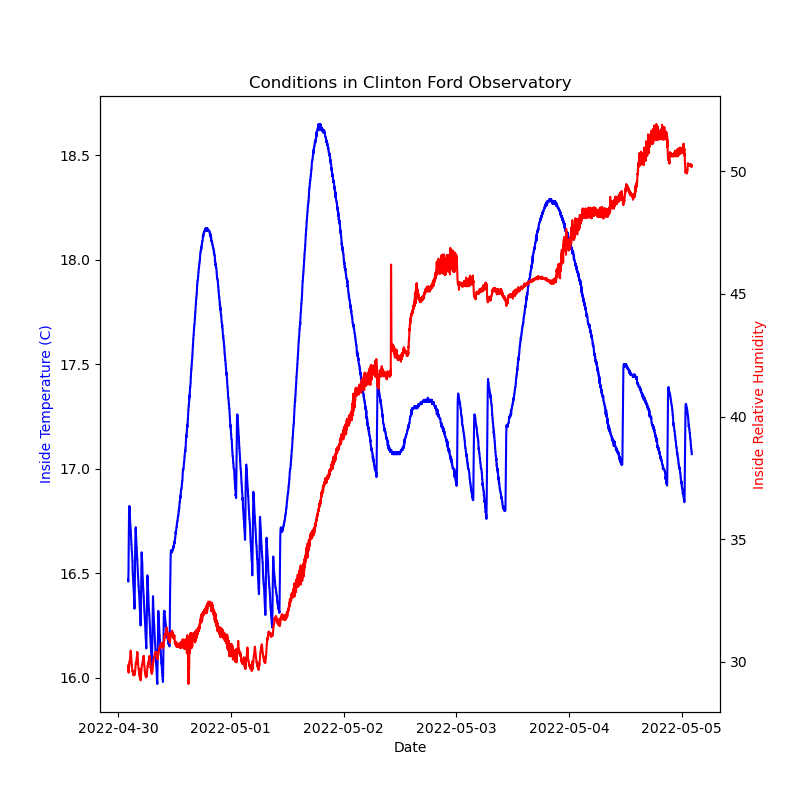 Conditions in Clinton Ford Observatory
Inside Temperature (C)
18.5
18.0
17.5
17.0
16.5
16.0
50
45
40
35
30
Inside Relative Humidity
2022-04-30 2022-05-01 2022-05-02 2022-05-03 2022-05-04 2022-05-05
Date